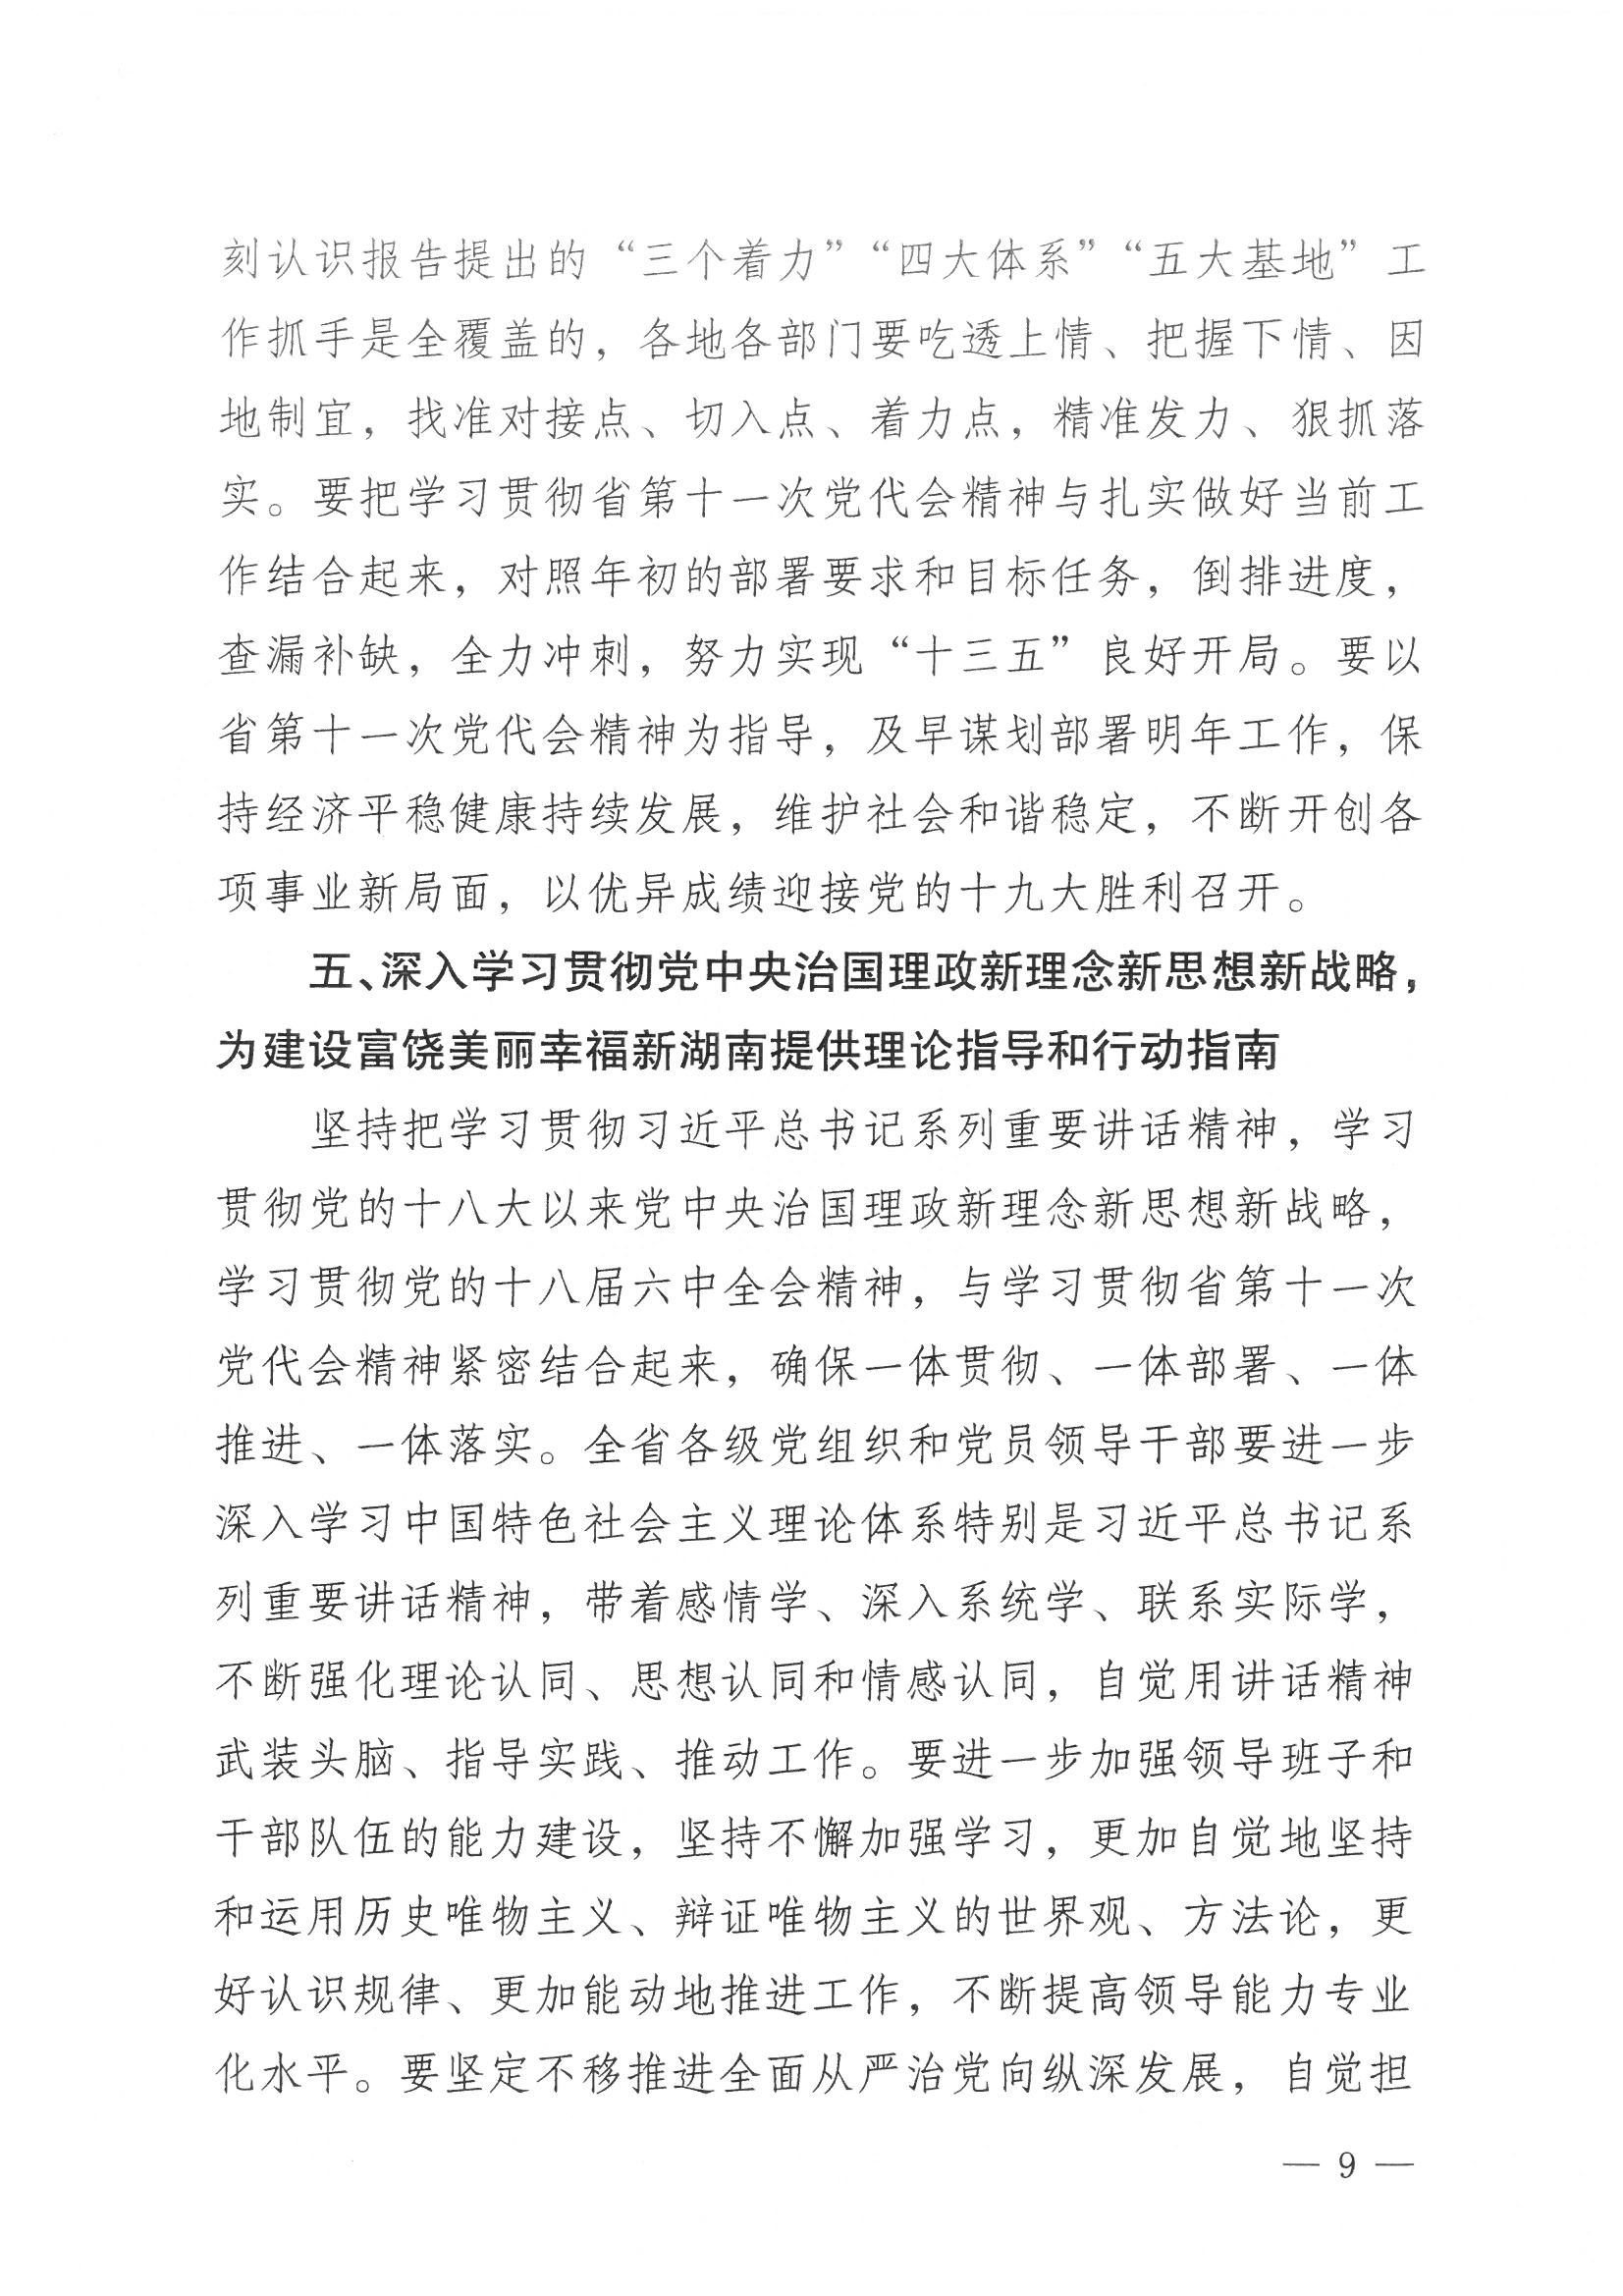 刻认识报告提出的“三个着力”“四大体系”“五大基地”工
作抓手是全覆盖的，各地各部门要吃透上情、把握下情、因
地制宜，找准对接点、切入点、着力点，精准发力、狠抓落
实。要把学习贯彻省第十一次党代会精神与扎实做好当前工
作结合起来，对照年初的部署要求和目标任务，倒排进度，
查漏补缺，全力冲刺，努力实现“十三五”良好开局。要以
省第十一次党代会精神为指导，及早谋划部署明年工作，保
持经济平稳健康持续发展，维护社会和谐稳定，不断开创各
项事业新局面，以优异成绩迎接党的十九大胜利召开。
五、深入学习贯彻党中央治国理政新理念新思想新战略，
为建设富饶美丽幸福新湖南提供理论指导和行动指南
坚持把学习贯彻习近平总书记系列重要讲话精神，学习
贯彻党的十八大以来党中央治国理政新理念新思想新战略，
学习贯彻党的十八届六中全会精神，与学习贯彻省第十一次
党代会精神紧密结合起来，确保一体贯彻、一体部署、一体
推进、一体落实。全省各级党组织和党员领导干部要进一步
深入学习中国特色社会主义理论体系特别是习近平总书记系
列重要讲话精神，带着感情学、深入系统学、联系实际学，
不断强化理论认同、思想认同和情感认同，自觉用讲话精神
武装头脑、指导实践、推动工作。要进一步加强领导班子和
干部队伍的能力建设，坚持不懈加强学习，更加自觉地坚持
和运用历史唯物主义、辩证唯物主义的世界观、方法论，更
好认识规律、更加能动地推进工作，不断提高领导能力专业
化水平。要坚定不移推进全面从严治党向纵深发展，自觉担
— 9 —